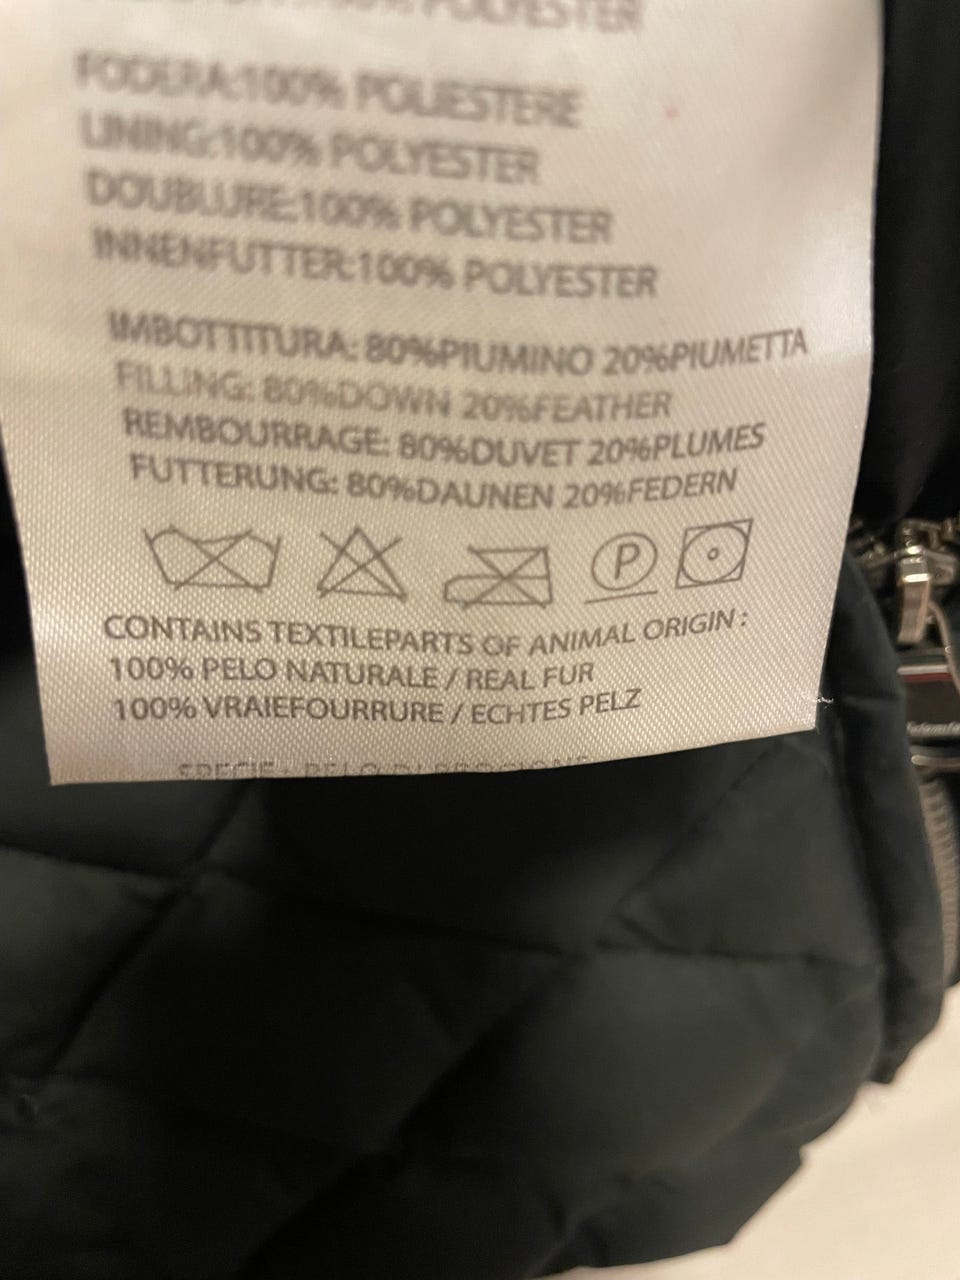 100% POLYESTER
FODERA:100% POLIESTERE
LINING:100% POLYESTER
DOUBLURE:100% POLYESTER
INNENFUTTER:100% POLYESTER
IMBOTTITURA: 80%PIUMINO 20%PIUMETTA
FILLING: 80%DOWN 20%FEATHER
REMBOURRAGE: 80%DUVET 20%PLUMES
FUTTERUNG: 80%DAUNEN 20%FEDERN
P
CONTAINS TEXTILEPARTS OF ANIMAL ORIGIN :
100% PELO NATURALE / REAL FUR
100% VRAIEFOURRURE / ECHTES PELZ